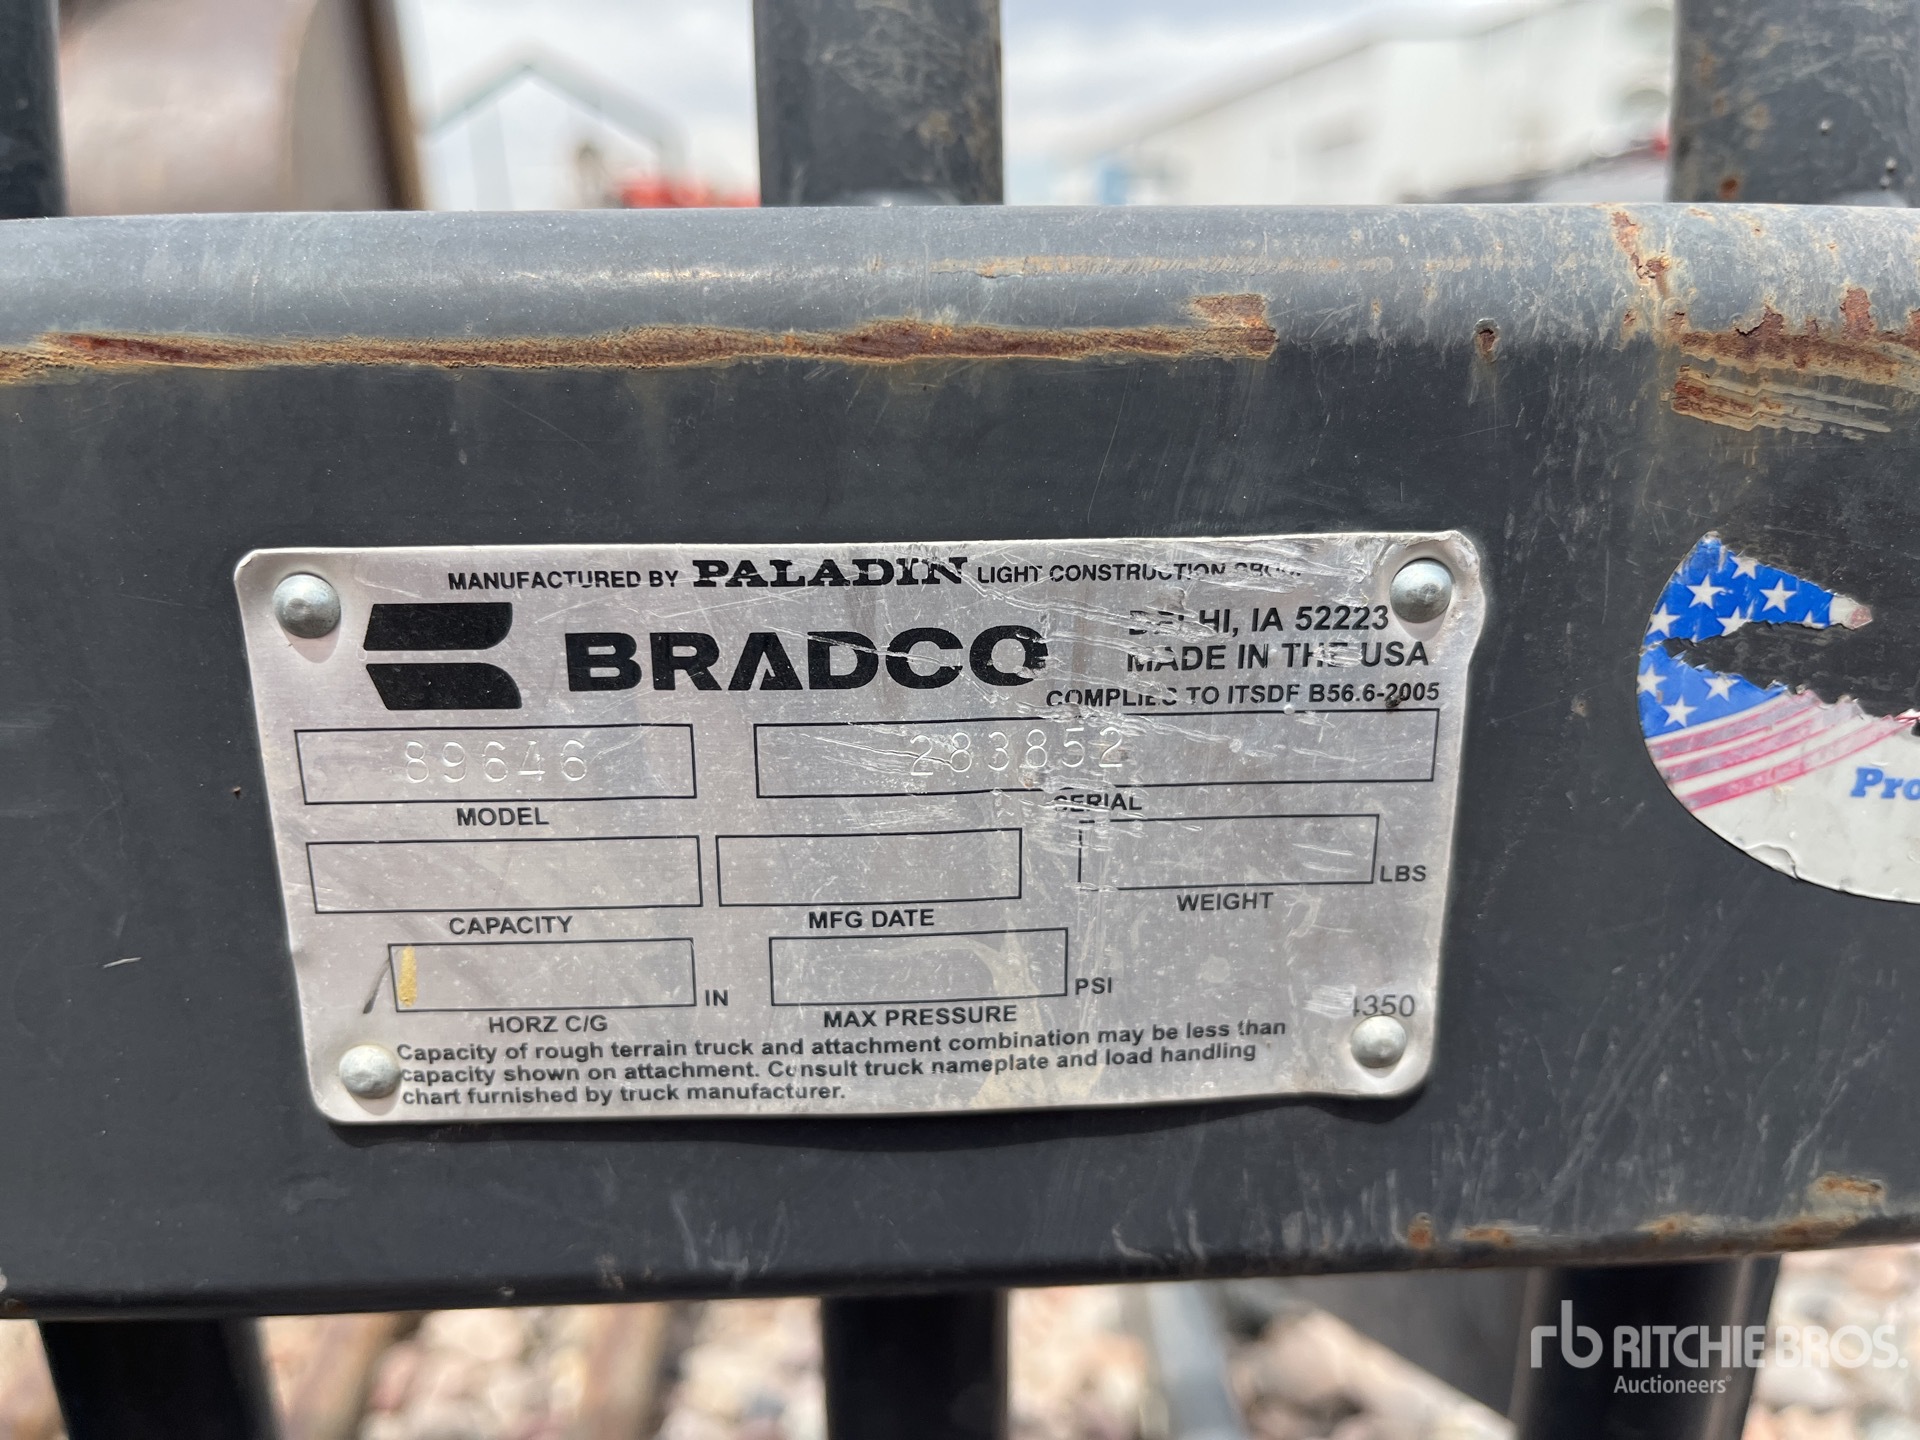 MANUFACTURED BY PALADIN LIGHT CONSTRUCTION
BRADCO
DELHI, IA 52223
MADE IN THE USA
COMPLIES TO ITSDF B56.6-2005
89646
283852
MODEL
SERIAL
LBS
CAPACITY
MFG DATE
WEIGHT
IN
PSI
HORZ C/G
MAX PRESSURE
Capacity of rough terrain truck and attachment combination may be less than
capacity shown on attachment. Consult truck nameplate and load handling
chart furnished by truck manufacturer.
Pro
rb RITCHIE BROS.
Auctioneers